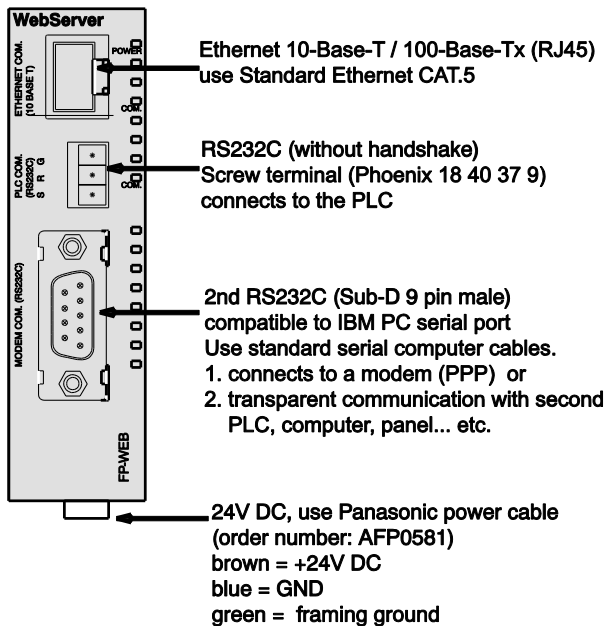 WebServer
ETHERNET COM.
(10 BASE T)
POWER
COM.
Ethernet 10-Base-T / 100-Base-Tx (RJ45)
use Standard Ethernet CAT.5
PLC COM.
(RS232C)
S R G
COM.
RS232C (without handshake)
Screw terminal (Phoenix 18 40 37 9)
connects to the PLC
MODEM COM. (RS232C)
2nd RS232C (Sub-D 9 pin male)
compatible to IBM PC serial port
Use standard serial computer cables.
1. connects to a modem (PPP) or
2. transparent communication with second
PLC, computer, panel... etc.
FP-WEB
24V DC, use Panasonic power cable
(order number: AFP0581)
brown = +24V DC
blue = GND
green = framing ground